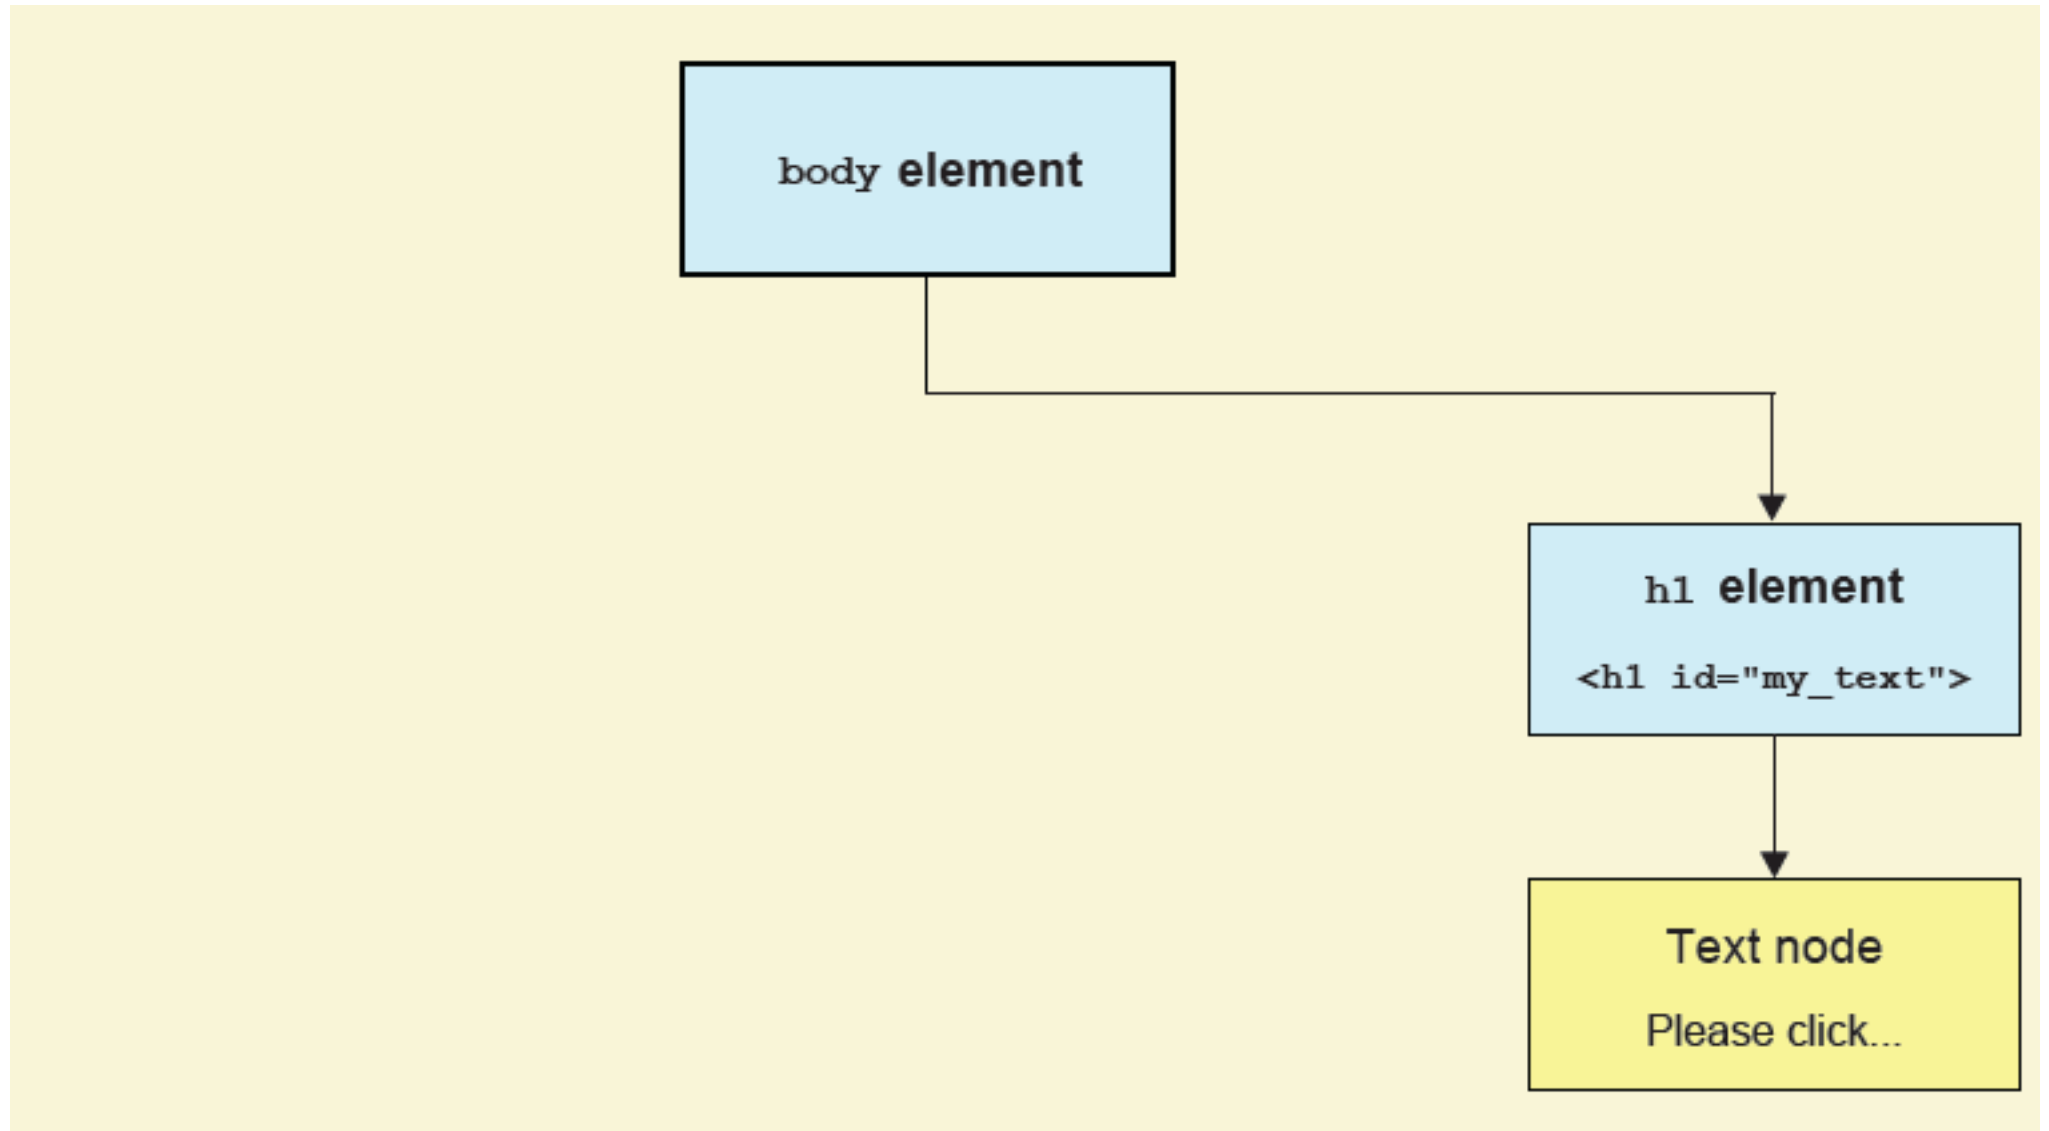 body element
h1 element
<h1 id="my_text">
Text node
Please click...